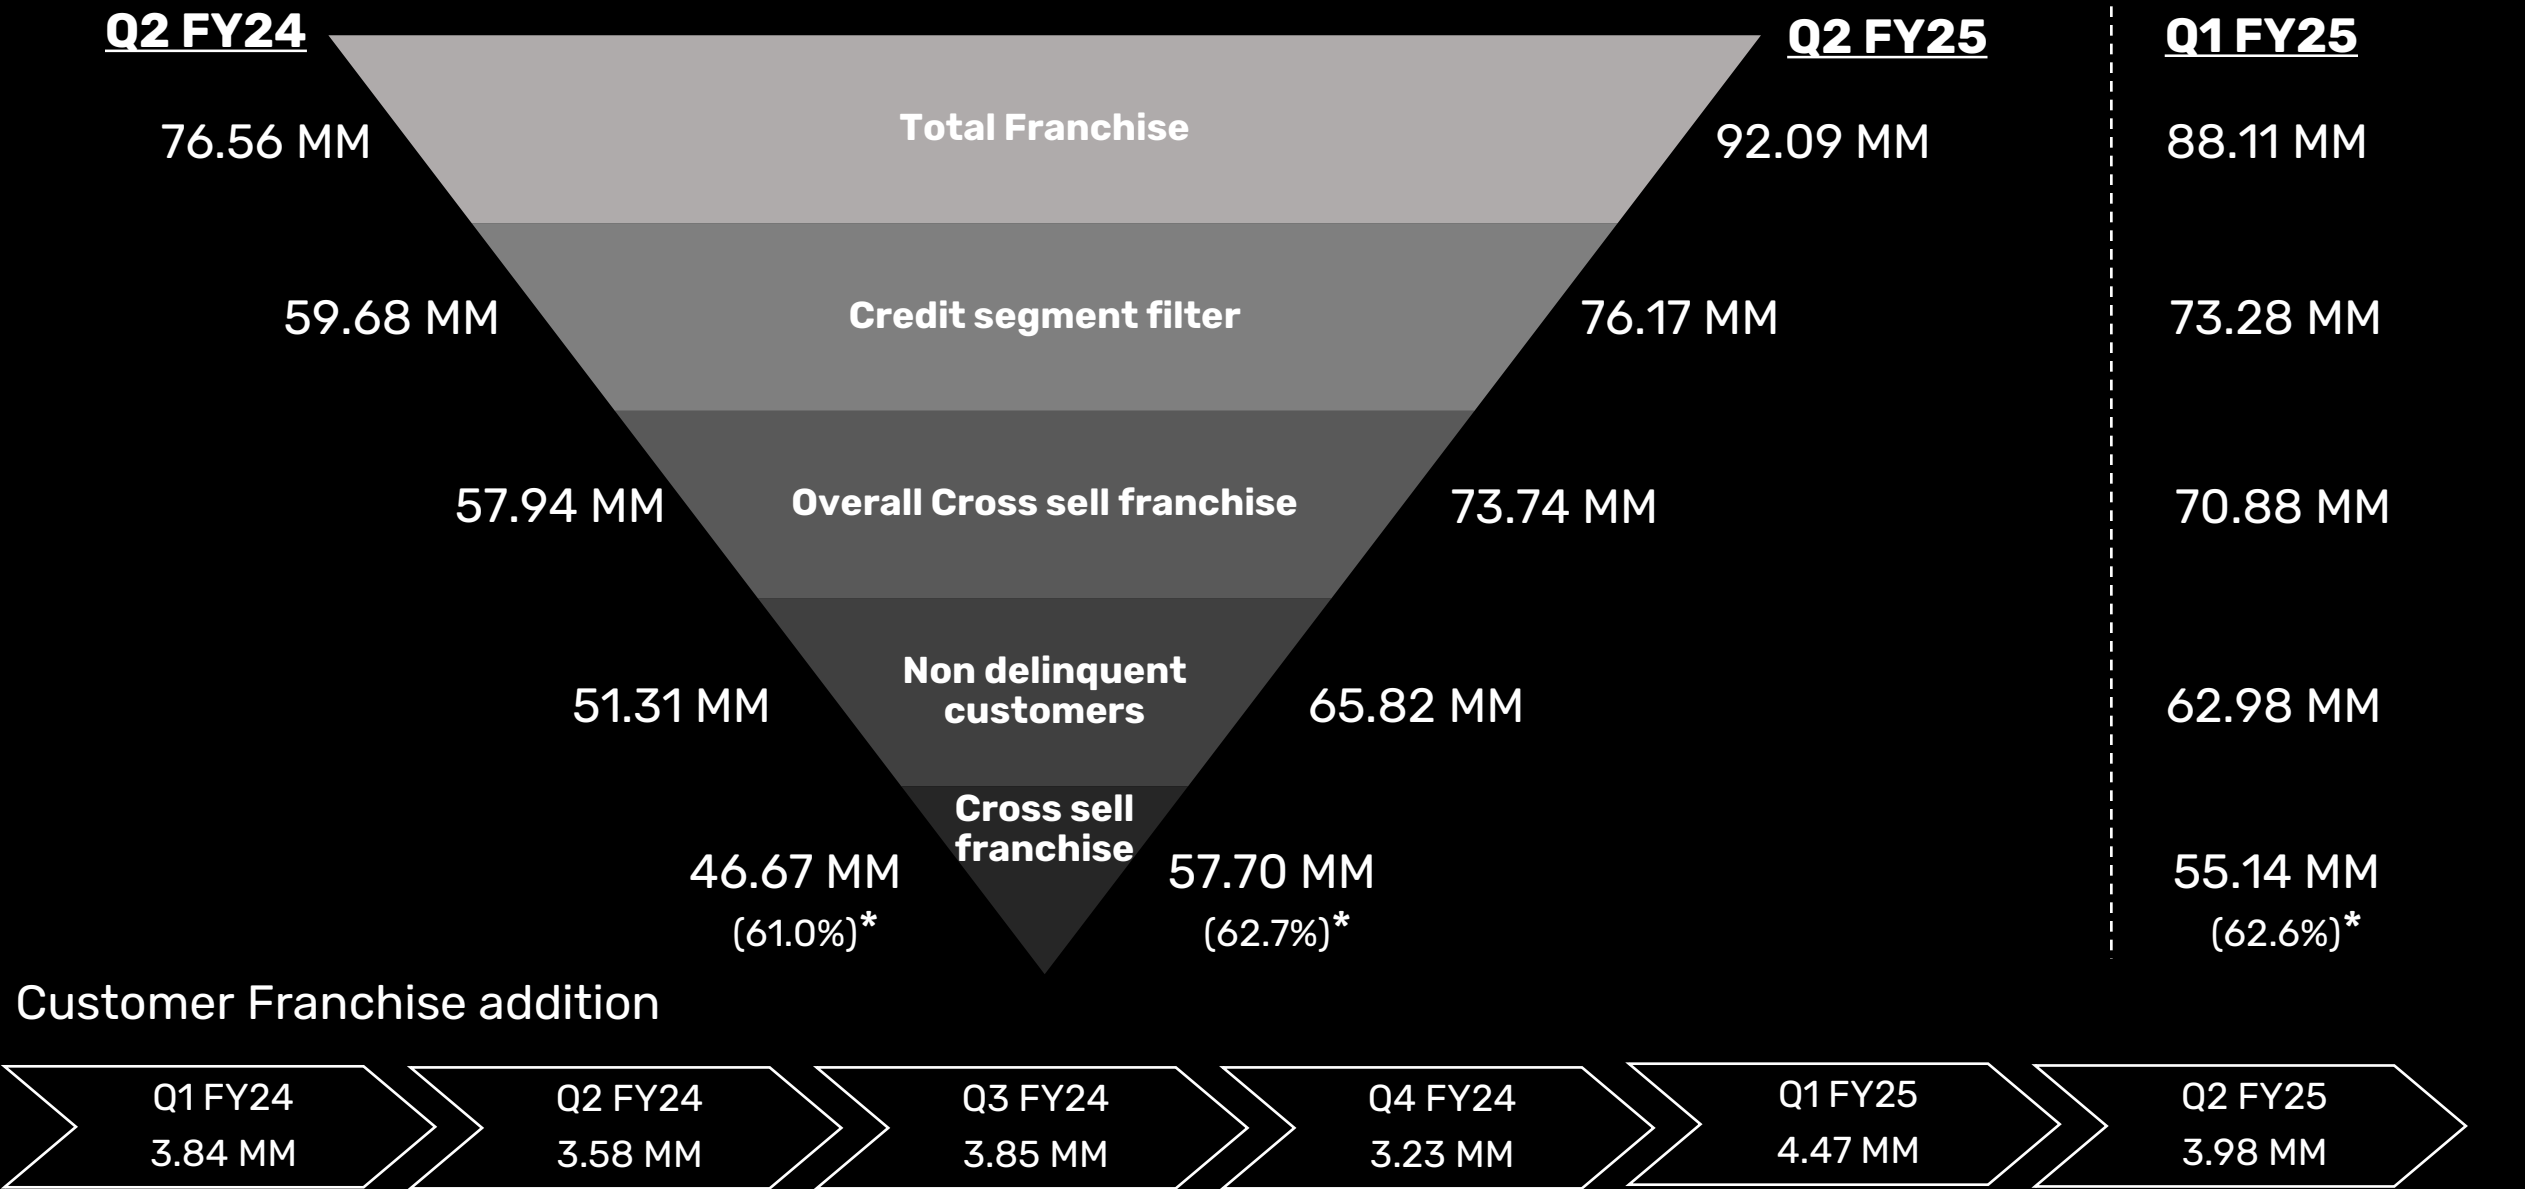 Q2 FY24
Q2 FY25
Q1 FY25
76.56 MM
Total Franchise
92.09 MM
88.11 MM
59.68 MM
Credit segment filter
76.17 MM
73.28 MM
57.94 MM
Overall Cross sell franchise
73.74 MM
70.88 MM
51.31 MM
Non delinquent
customers
65.82 MM
62.98 MM
Cross sell
franchise
46.67 MM
(61.0%)*
57.70 MM
(62.7%)*
55.14 MM
(62.6%)*
Customer Franchise addition
Q1 FY24
3.84 MM
Q2 FY24
3.58 MM
Q3 FY24
3.85 MM
Q4 FY24
3.23 MM
Q1 FY25
4.47 MM
Q2 FY25
3.98 MM